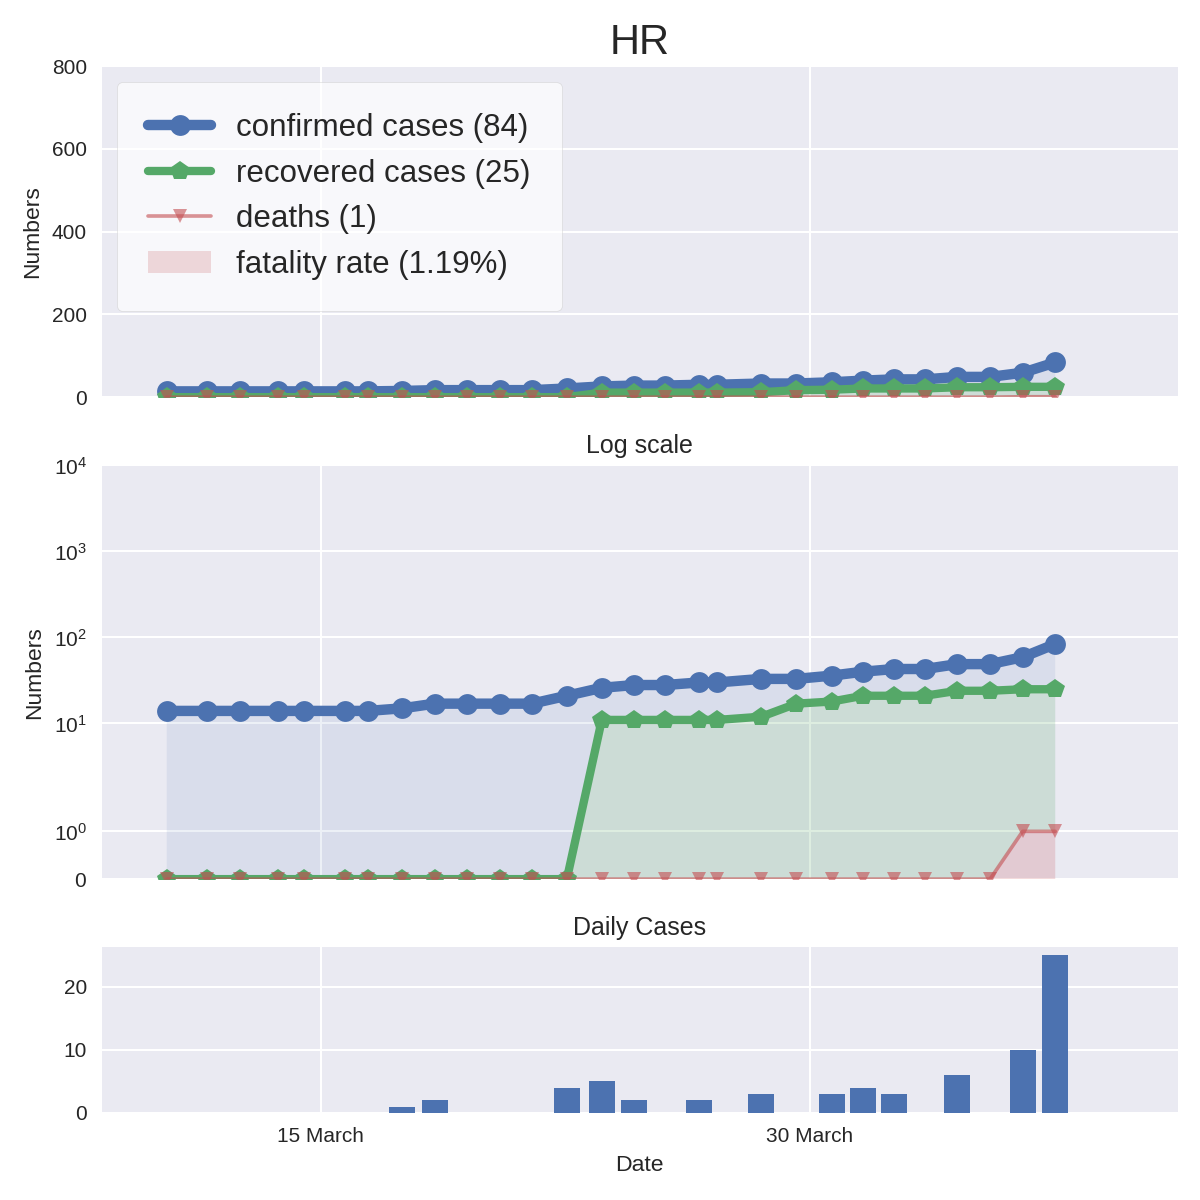 HR
800
600
400
200
0
Numbers
confirmed cases (84)
recovered cases (25)
deaths (1)
fatality rate (1.19%)
Log scale
10⁴
10³
10²
10¹
10⁰
0
Numbers
Daily Cases
20
10
0
15 March
30 March
Date